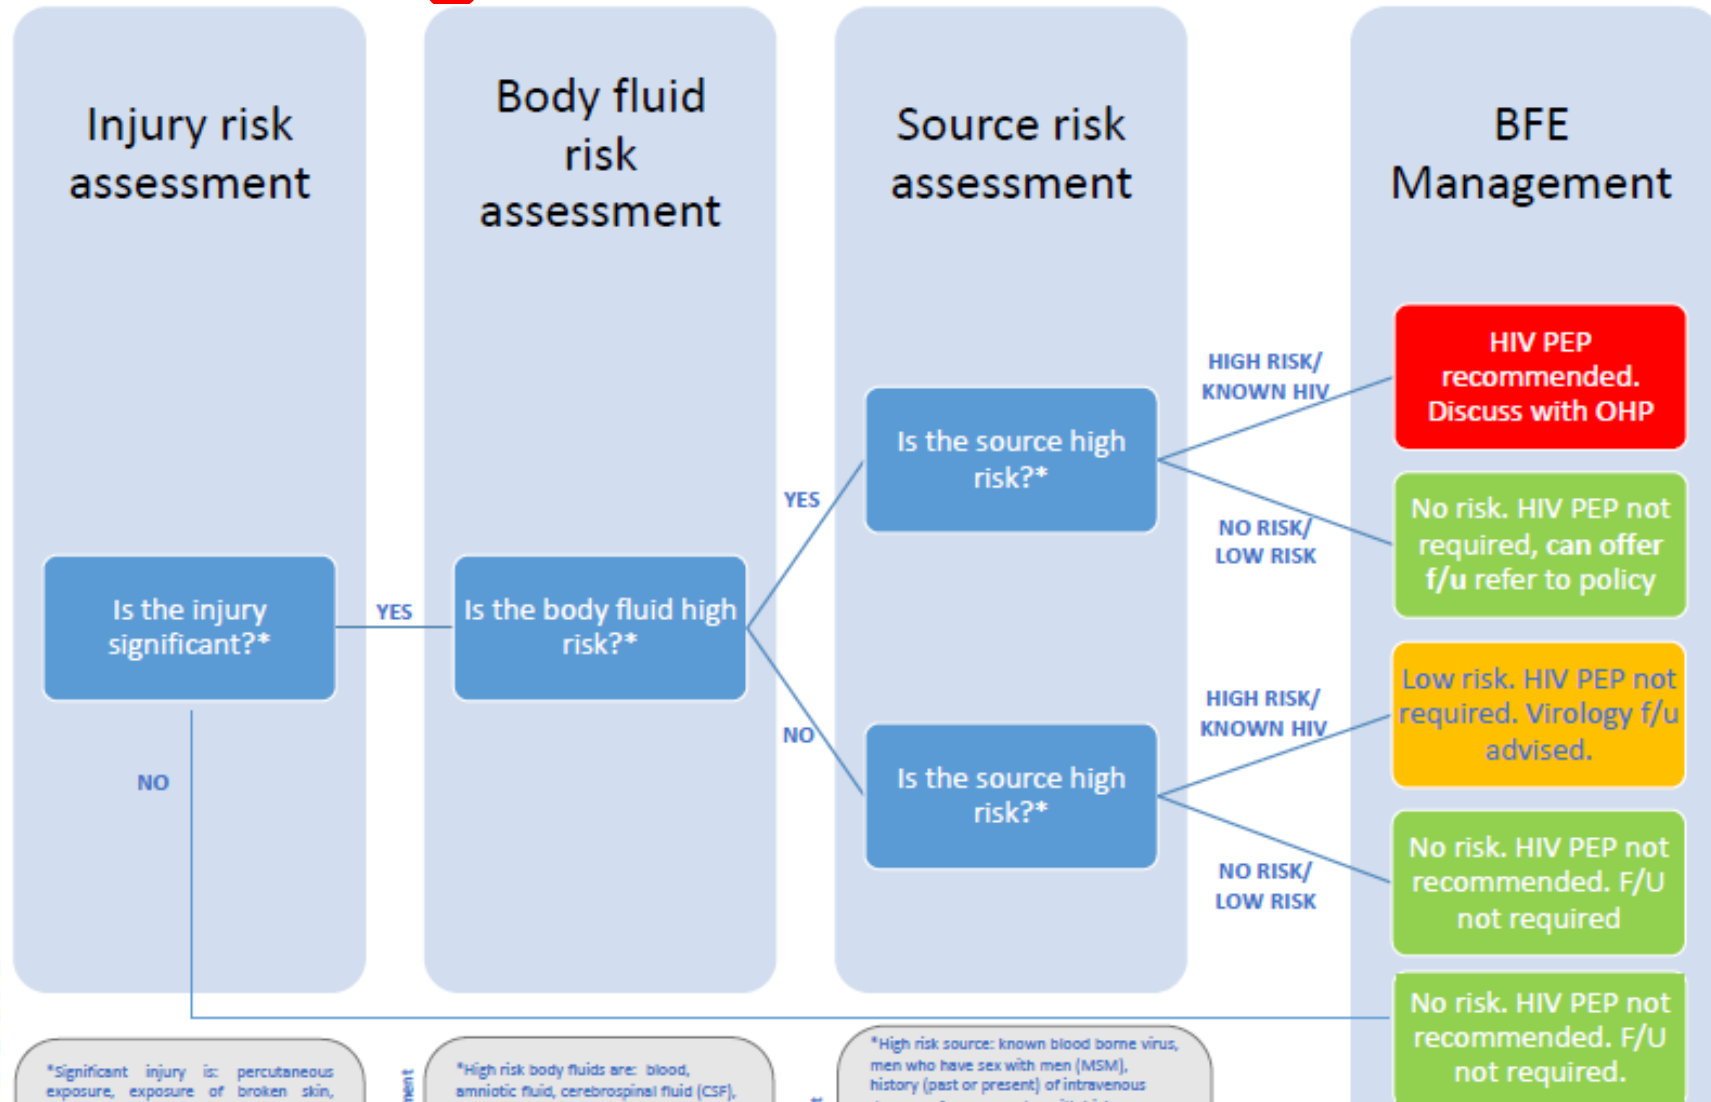 Injury risk
assessment
Body fluid
risk
assessment
Source risk
assessment
BFE
Management
Is the injury
significant?*
YES
NO
Is the body fluid high
risk?*
YES
NO
Is the source high
risk?*
HIGH RISK/
KNOWN HIV
NO RISK/
LOW RISK
Is the source high
risk?*
HIGH RISK/
KNOWN HIV
NO RISK/
LOW RISK
HIV PEP
recommended.
Discuss with OHP
No risk. HIV PEP not
required, can offer
f/u refer to policy
Low risk. HIV PEP not
required. Virology f/u
advised.
No risk. HIV PEP not
recommended. F/U
not required
No risk. HIV PEP not
recommended. F/U
not required.
*Significant injury is: percutaneous
exposure, exposure of broken skin,
*High risk body fluids are: blood,
amniotic fluid, cerebrospinal fluid (CSF),
*High risk source: known blood borne virus,
men who have sex with men (MSM),
history (past or present) of intravenous